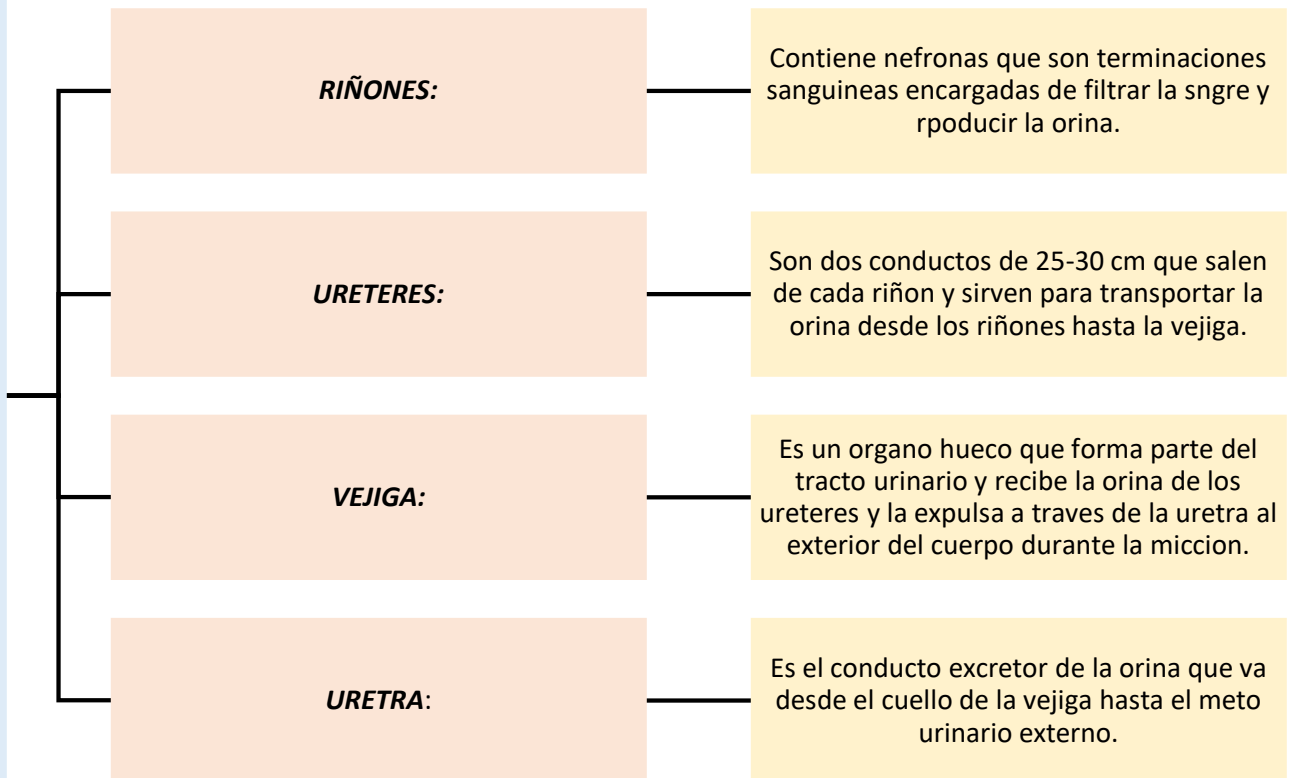 RIÑONES:
Contiene nefronas que son terminaciones
sanguineas encargadas de filtrar la sngre y
rpoducir la orina.
URETERES:
Son dos conductos de 25-30 cm que salen
de cada riñon y sirven para transportar la
orina desde los riñones hasta la vejiga.
VEJIGA:
Es un organo hueco que forma parte del
tracto urinario y recibe la orina de los
ureteres y la expulsa a traves de la uretra al
exterior del cuerpo durante la miccion.
URETRA:
Es el conducto excretor de la orina que va
desde el cuello de la vejiga hasta el meto
urinario externo.